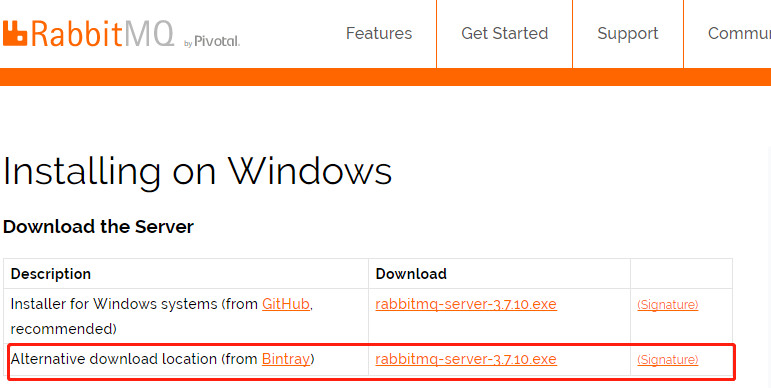 RabbitMQ by Pivotal.
Features
Get Started
Support
Commun
Installing on Windows
Download the Server
Description Download
Installer for Windows systems (from GitHub, rabbitmq-server-3.7.10.exe (Signature)
recommended)
Alternative download location (from Bintray) rabbitmq-server-3.7.10.exe (Signature)